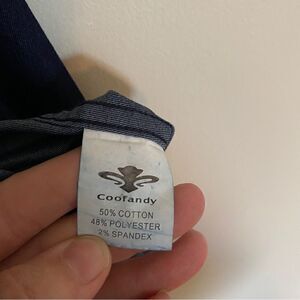 Coofandy
50% COTTON
48% POLYESTER
2% SPANDEX